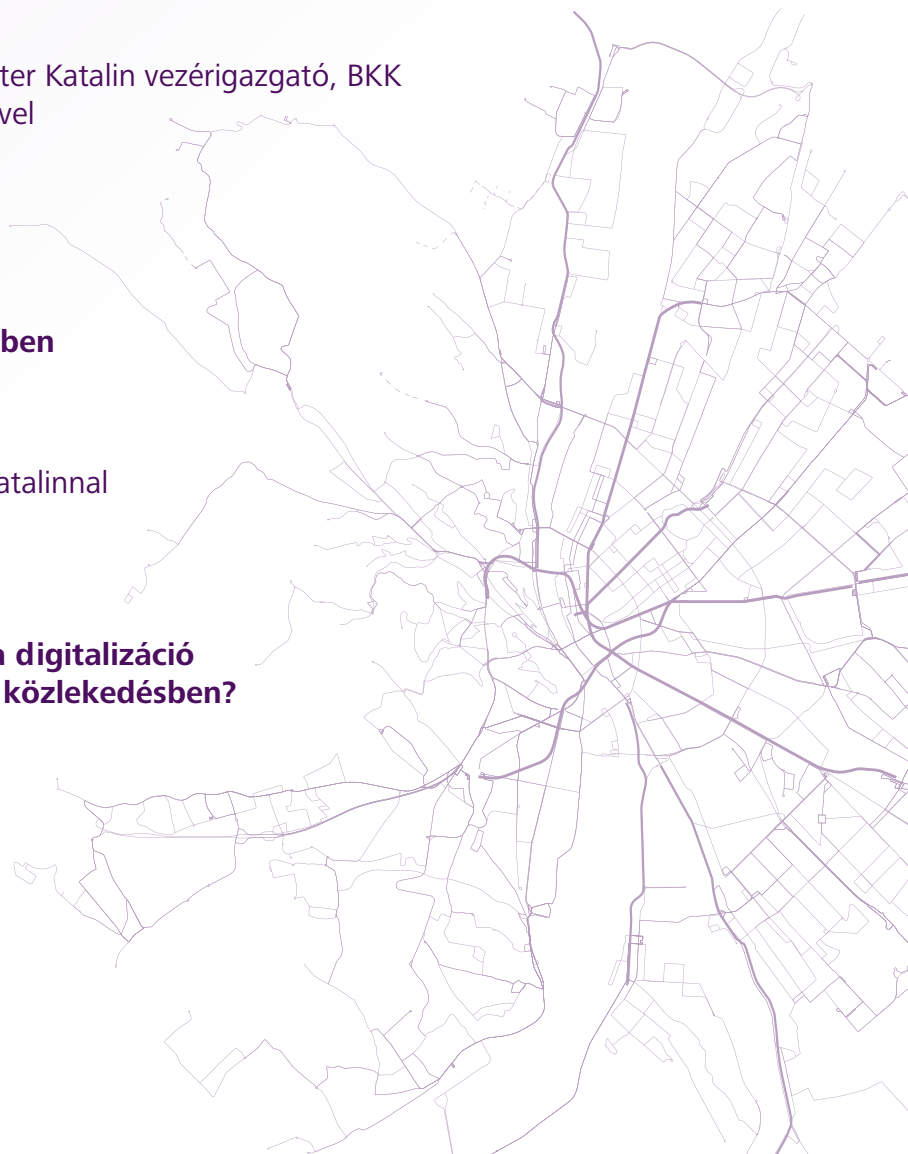 ter Katalin vezérigazgató, BKK
vel
ben
atalinnal
a digitalizáció
közlekedésben?